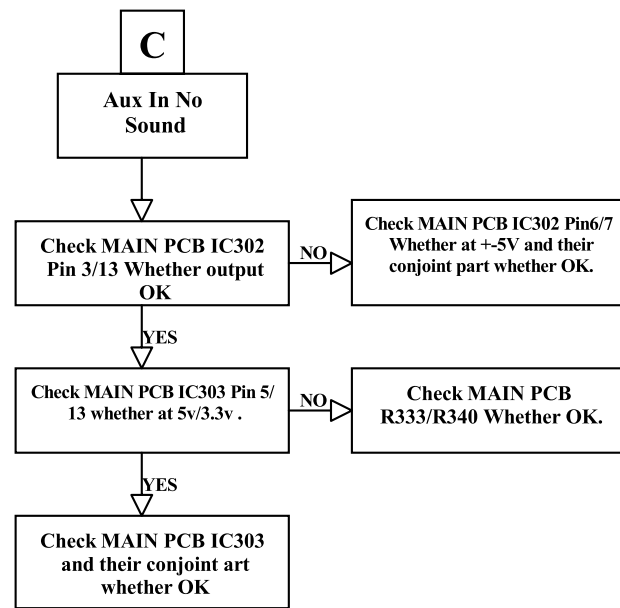 C
Aux In No
Sound
Check MAIN PCB IC302
Pin 3/13 Whether output
OK
NO
Check MAIN PCB IC302 Pin6/7
Whether at +-5V and their
conjoint part whether OK.
YES
Check MAIN PCB IC303 Pin 5/
13 whether at 5v/3.3v .
NO
Check MAIN PCB
R333/R340 Whether OK.
YES
Check MAIN PCB IC303
and their conjoint art
whether OK